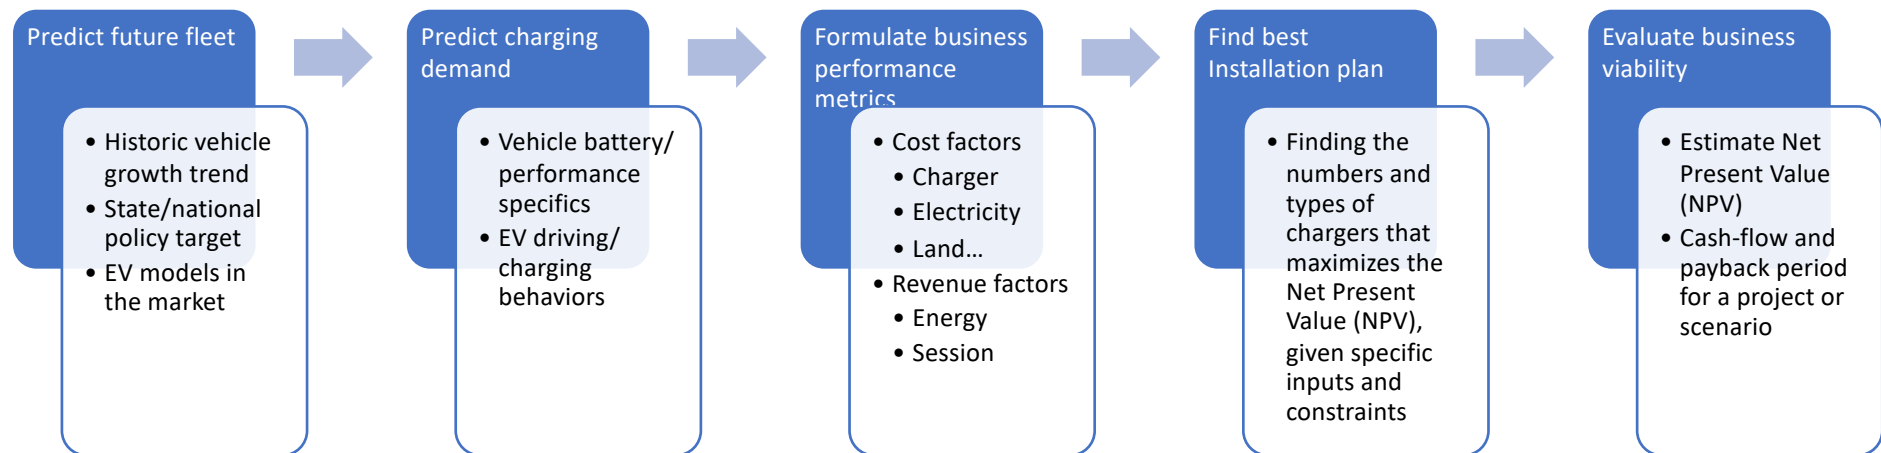 Predict future fleet
• Historic vehicle
growth trend
• State/national
policy target
• EV models in
the market
Predict charging
demand
• Vehicle battery/
performance
specifics
• EV driving/
charging
behaviors
Formulate business
performance
metrics
• Cost factors
• Charger
• Electricity
• Land...
• Revenue factors
• Energy
• Session
Find best
Installation plan
• Finding the
numbers and
types of
chargers that
maximizes the
Net Present
Value (NPV),
given specific
inputs and
constraints
Evaluate business
viability
• Estimate Net
Present Value
(NPV)
• Cash-flow and
payback period
for a project or
scenario